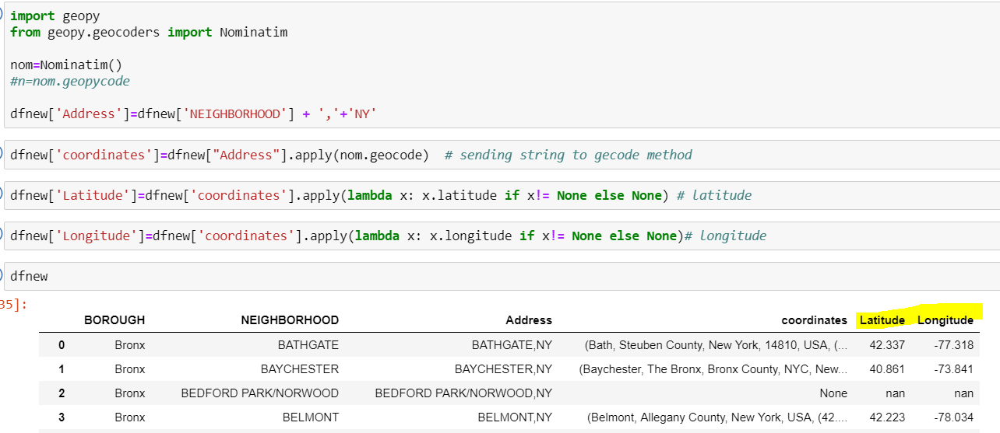 import geopy
from geopy.geocoders import Nominatim
nom=Nominatim()
#n=nom.geopycode
dfnew['Address']=dfnew['NEIGHBORHOOD'] + ','+'NY'
dfnew['coordinates']=dfnew["Address"].apply(nom.geocode)  # sending string to gecode method
dfnew['Latitude']=dfnew['coordinates'].apply(lambda x: x.latitude if x!= None else None) # latitude
dfnew['Longitude']=dfnew['coordinates'].apply(lambda x: x.longitude if x!= None else None)# longitude
dfnew
35]:
BOROUGH NEIGHBORHOOD Address coordinates Latitude Longitude
0 Bronx BATHGATE BATHGATE,NY (Bath, Steuben County, New York, 14810, USA, (... 42.337 -77.318
1 Bronx BAYCHESTER BAYCHESTER,NY (Baychester, The Bronx, Bronx County, NYC, New... 40.861 -73.841
2 Bronx BEDFORD PARK/NORWOOD BEDFORD PARK/NORWOOD,NY None nan nan
3 Bronx BELMONT BELMONT,NY (Belmont, Allegany County, New York, USA, (42.... 42.223 -78.034